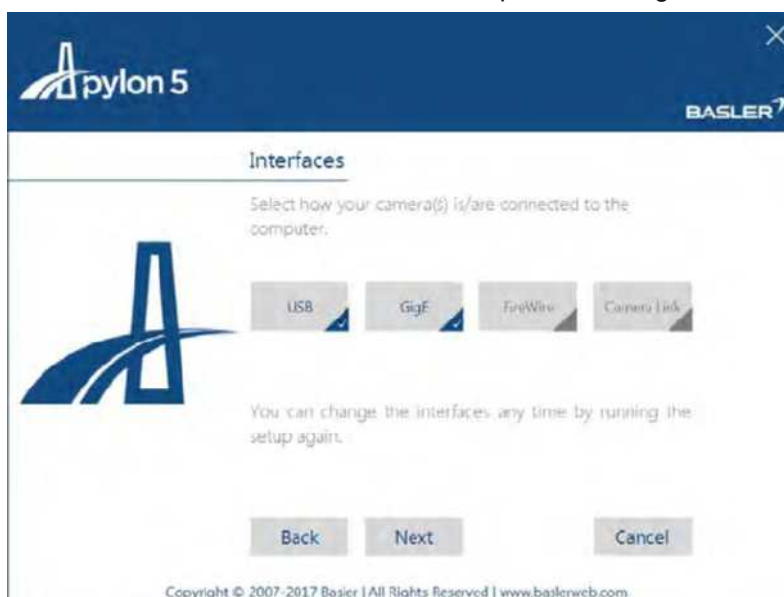 pylon 5
BASLER
Interfaces
Select how your camera(s) is/are connected to the
computer.
USB GigE FireWire Camera Link
You can change the interfaces any time by running the
setup again.
Back Next Cancel
Copyright © 2007-2017 Basler | All Rights Reserved | www.baslerweb.com